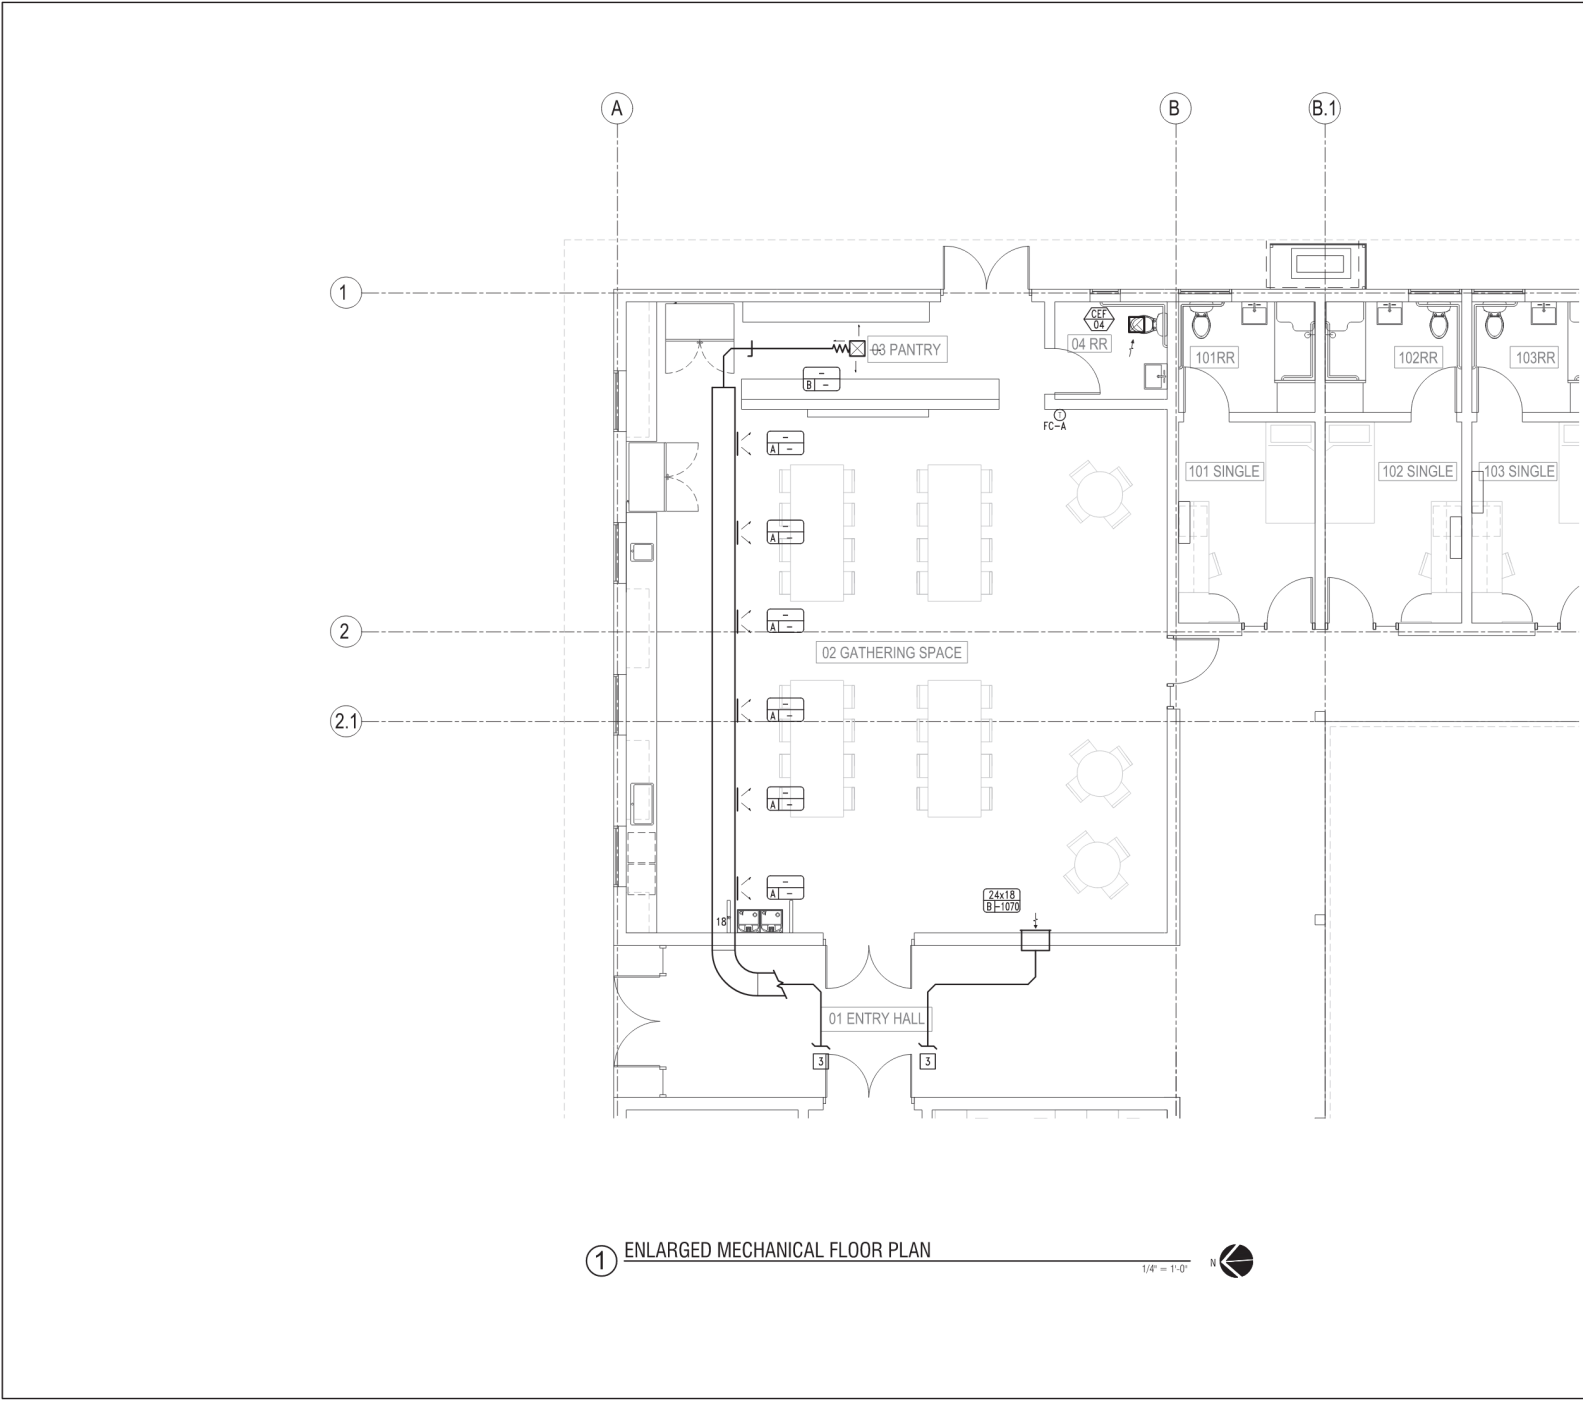 A
B
B.1
1
CEF
04
03 PANTRY
04 RR
101RR
102RR
103RR
-
B -
T
FC-A
-
A -
101 SINGLE
102 SINGLE
103 SINGLE
-
A -
-
A -
2
02 GATHERING SPACE
-
A -
2.1
-
A -
-
A -
24x18
B -1070
18"
01 ENTRY HALL
3
3
1
ENLARGED MECHANICAL FLOOR PLAN
1/4" = 1'-0"
N